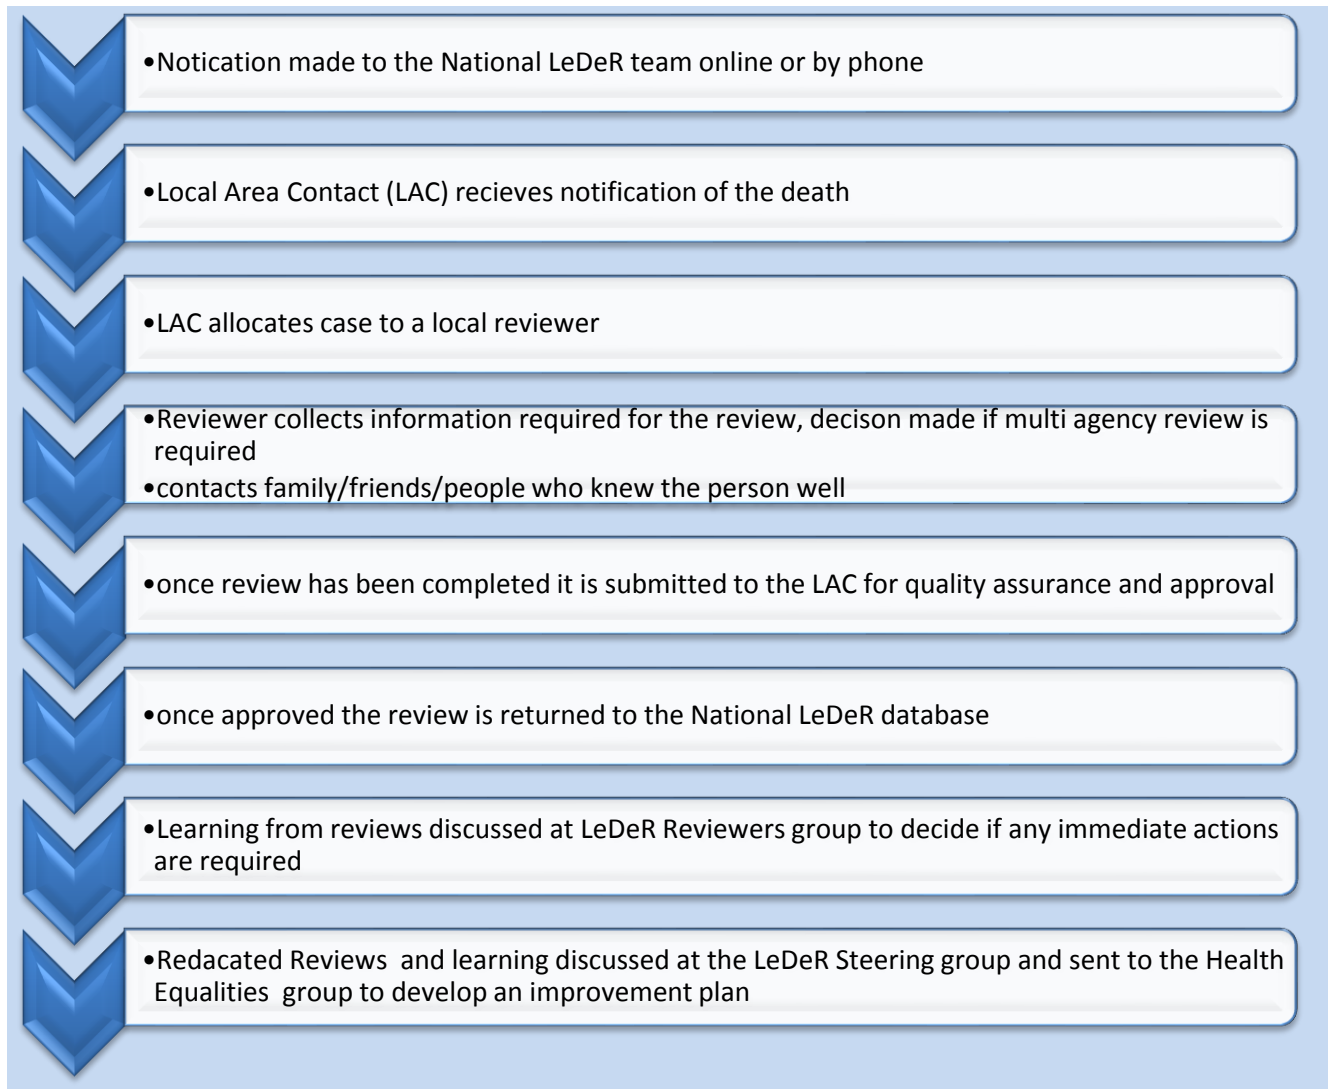 •Notication made to the National LeDeR team online or by phone
•Local Area Contact (LAC) recieves notification of the death
•LAC allocates case to a local reviewer
•Reviewer collects information required for the review, decison made if multi agency review is
required
•contacts family/friends/people who knew the person well
•once review has been completed it is submitted to the LAC for quality assurance and approval
•once approved the review is returned to the National LeDeR database
•Learning from reviews discussed at LeDeR Reviewers group to decide if any immediate actions
are required
•Redacated Reviews  and learning discussed at the LeDeR Steering group and sent to the Health
Equalities  group to develop an improvement plan